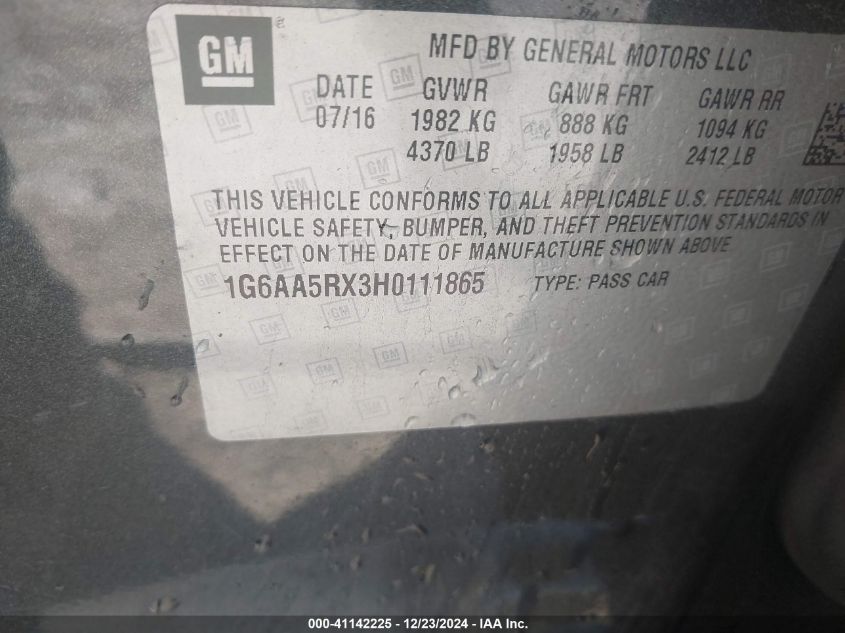 GM
MFD BY GENERAL MOTORS LLC
DATE GVWR GAWR FRT GAWR RR
07/16 1982 KG 888 KG 1094 KG
4370 LB 1958 LB 2412 LB
THIS VEHICLE CONFORMS TO ALL APPLICABLE U.S. FEDERAL MOTOR
VEHICLE SAFETY, BUMPER, AND THEFT PREVENTION STANDARDS IN
EFFECT ON THE DATE OF MANUFACTURE SHOWN ABOVE
1G6AA5RX3H0111865 TYPE: PASS CAR
000-41142225 - 12/23/2024 - IAA Inc.